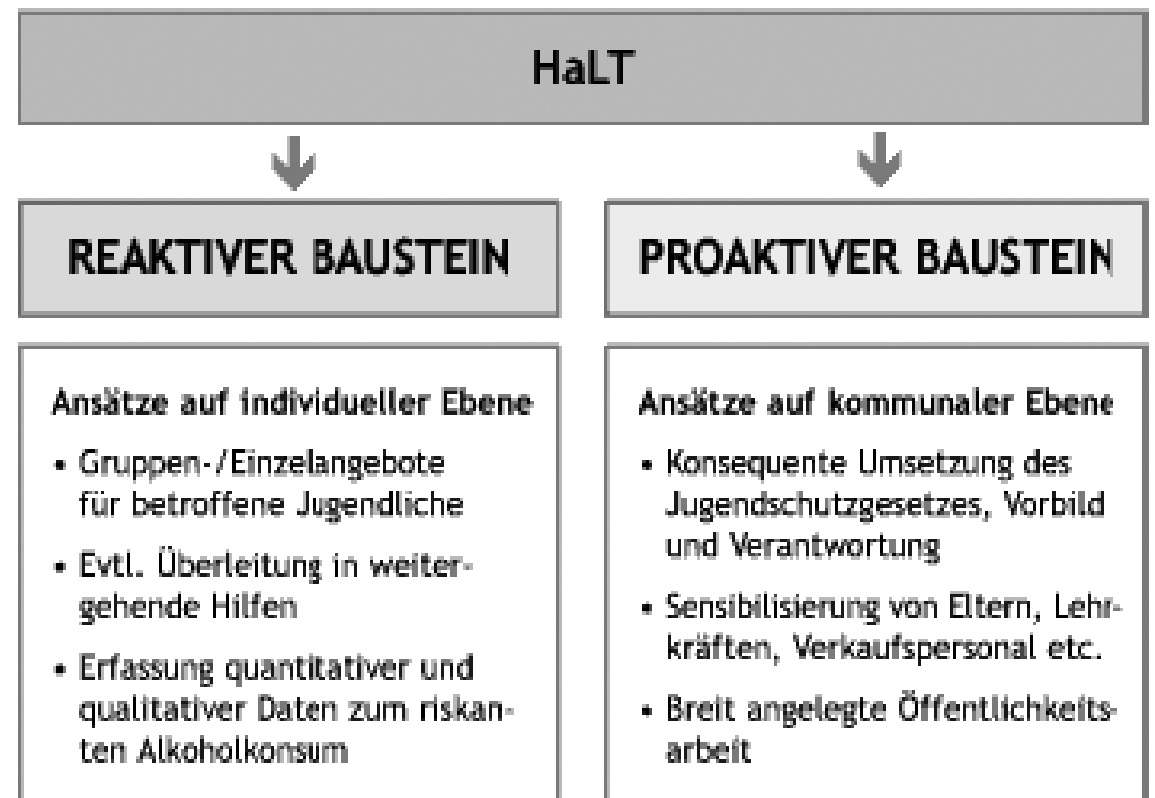 HaLT
REAKTIVER BAUSTEIN
Ansätze auf individueller Ebene
• Gruppen-/Einzelangebote
für betroffene Jugendliche
• Evtl. Überleitung in weiter-
gehende Hilfen
• Erfassung quantitativer und
qualitativer Daten zum riskan-
ten Alkoholkonsum
PROAKTIVER BAUSTEIN
Ansätze auf kommunaler Ebene
• Konsequente Umsetzung des
Jugendschutzgesetzes, Vorbild
und Verantwortung
• Sensibilisierung von Eltern, Lehr-
kräften, Verkaufspersonal etc.
• Breit angelegte Öffentlichkeits-
arbeit